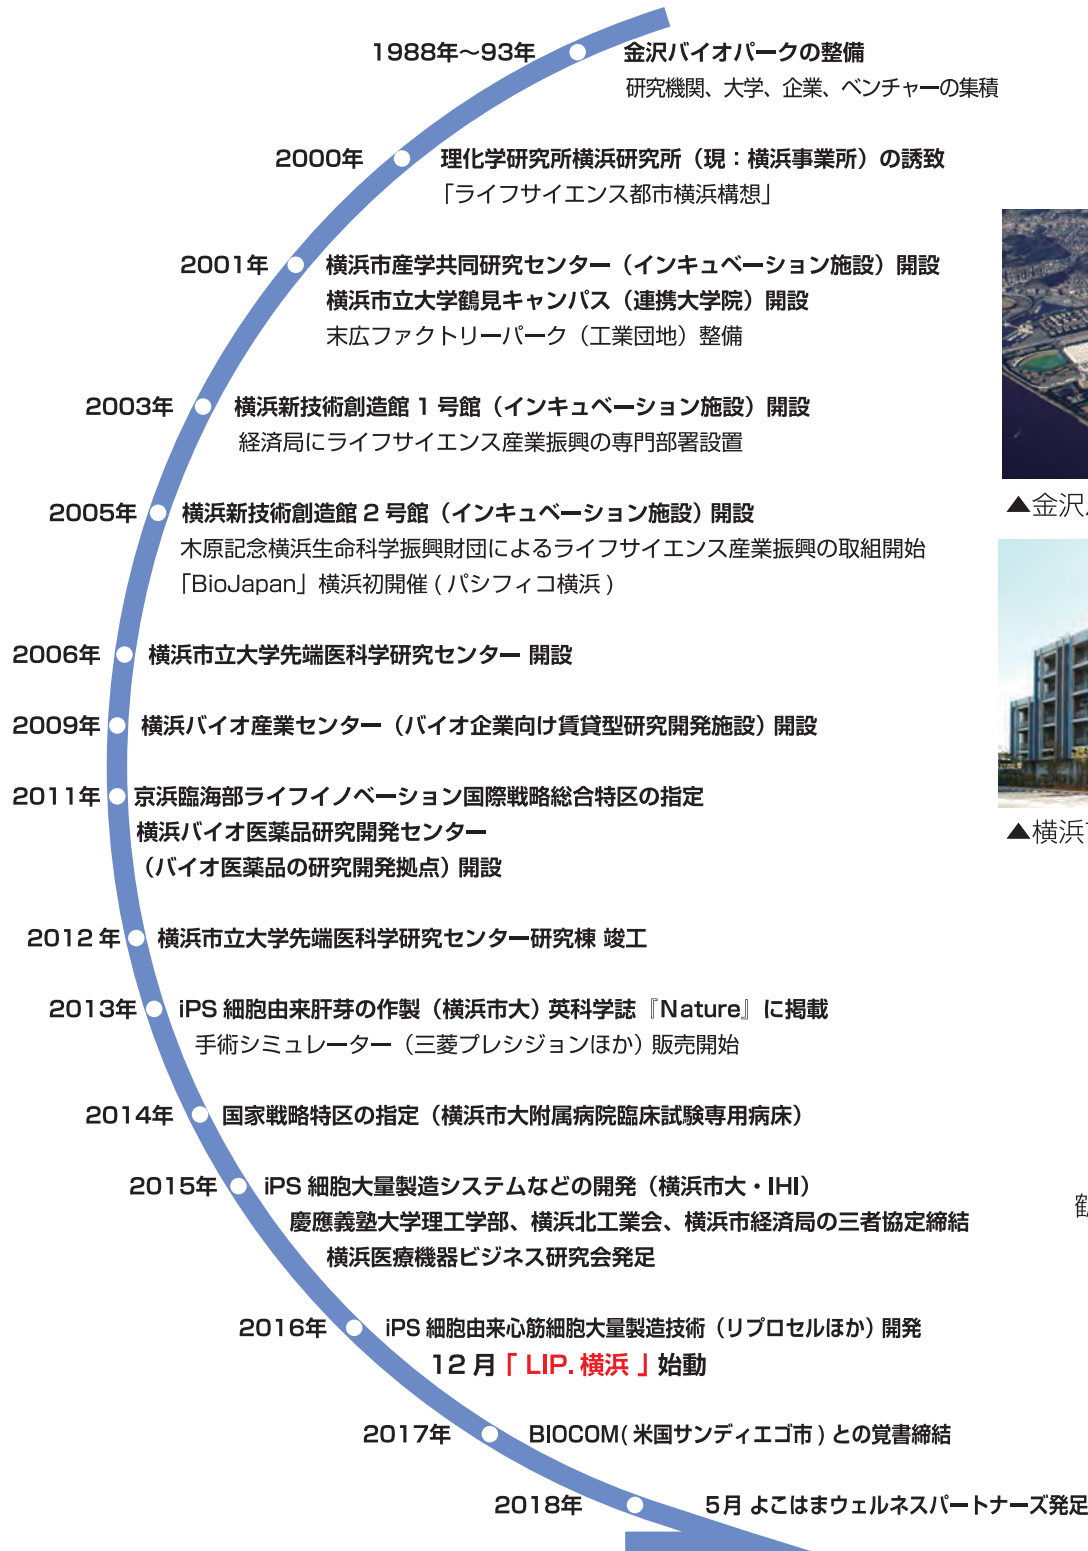 1988年～93年 金沢バイオパークの整備
研究機関、大学、企業、ベンチャーの集積
2000年 理化学研究所横浜研究所（現：横浜事業所）の誘致
「ライフサイエンス都市横浜構想」
2001年 横浜市産学共同研究センター（インキュベーション施設）開設
横浜市立大学鶴見キャンパス（連携大学院）開設
末広ファクトリーパーク（工業団地）整備
2003年 横浜新技術創造館 1 号館（インキュベーション施設）開設
経済局にライフサイエンス産業振興の専門部署設置
2005年 横浜新技術創造館 2 号館（インキュベーション施設）開設
木原記念横浜生命科学振興財団によるライフサイエンス産業振興の取組開始
「BioJapan」横浜初開催 ( パシフィコ横浜 )
▲金沢
2006年 横浜市立大学先端医科学研究センター 開設
2009年 横浜バイオ産業センター（バイオ企業向け賃貸型研究開発施設）開設
2011年 京浜臨海部ライフイノベーション国際戦略総合特区の指定
横浜バイオ医薬品研究開発センター
（バイオ医薬品の研究開発拠点）開設
▲横浜
2012 年 横浜市立大学先端医科学研究センター研究棟 竣工
2013年 iPS 細胞由来肝芽の作製（横浜市大）英科学誌『Nature』に掲載
手術シミュレーター（三菱プレシジョンほか）販売開始
2014年 国家戦略特区の指定（横浜市大附属病院臨床試験専用病床）
2015年 iPS 細胞大量製造システムなどの開発（横浜市大・IHI）
慶應義塾大学理工学部、横浜北工業会、横浜市経済局の三者協定締結
横浜医療機器ビジネス研究会発足
2016年 iPS 細胞由来心筋細胞大量製造技術（リプロセルほか）開発
12 月「 LIP. 横浜 」始動
2017年 BIOCOM( 米国サンディエゴ市 ) との覚書締結
2018年 5月 よこはまウェルネスパートナーズ発足